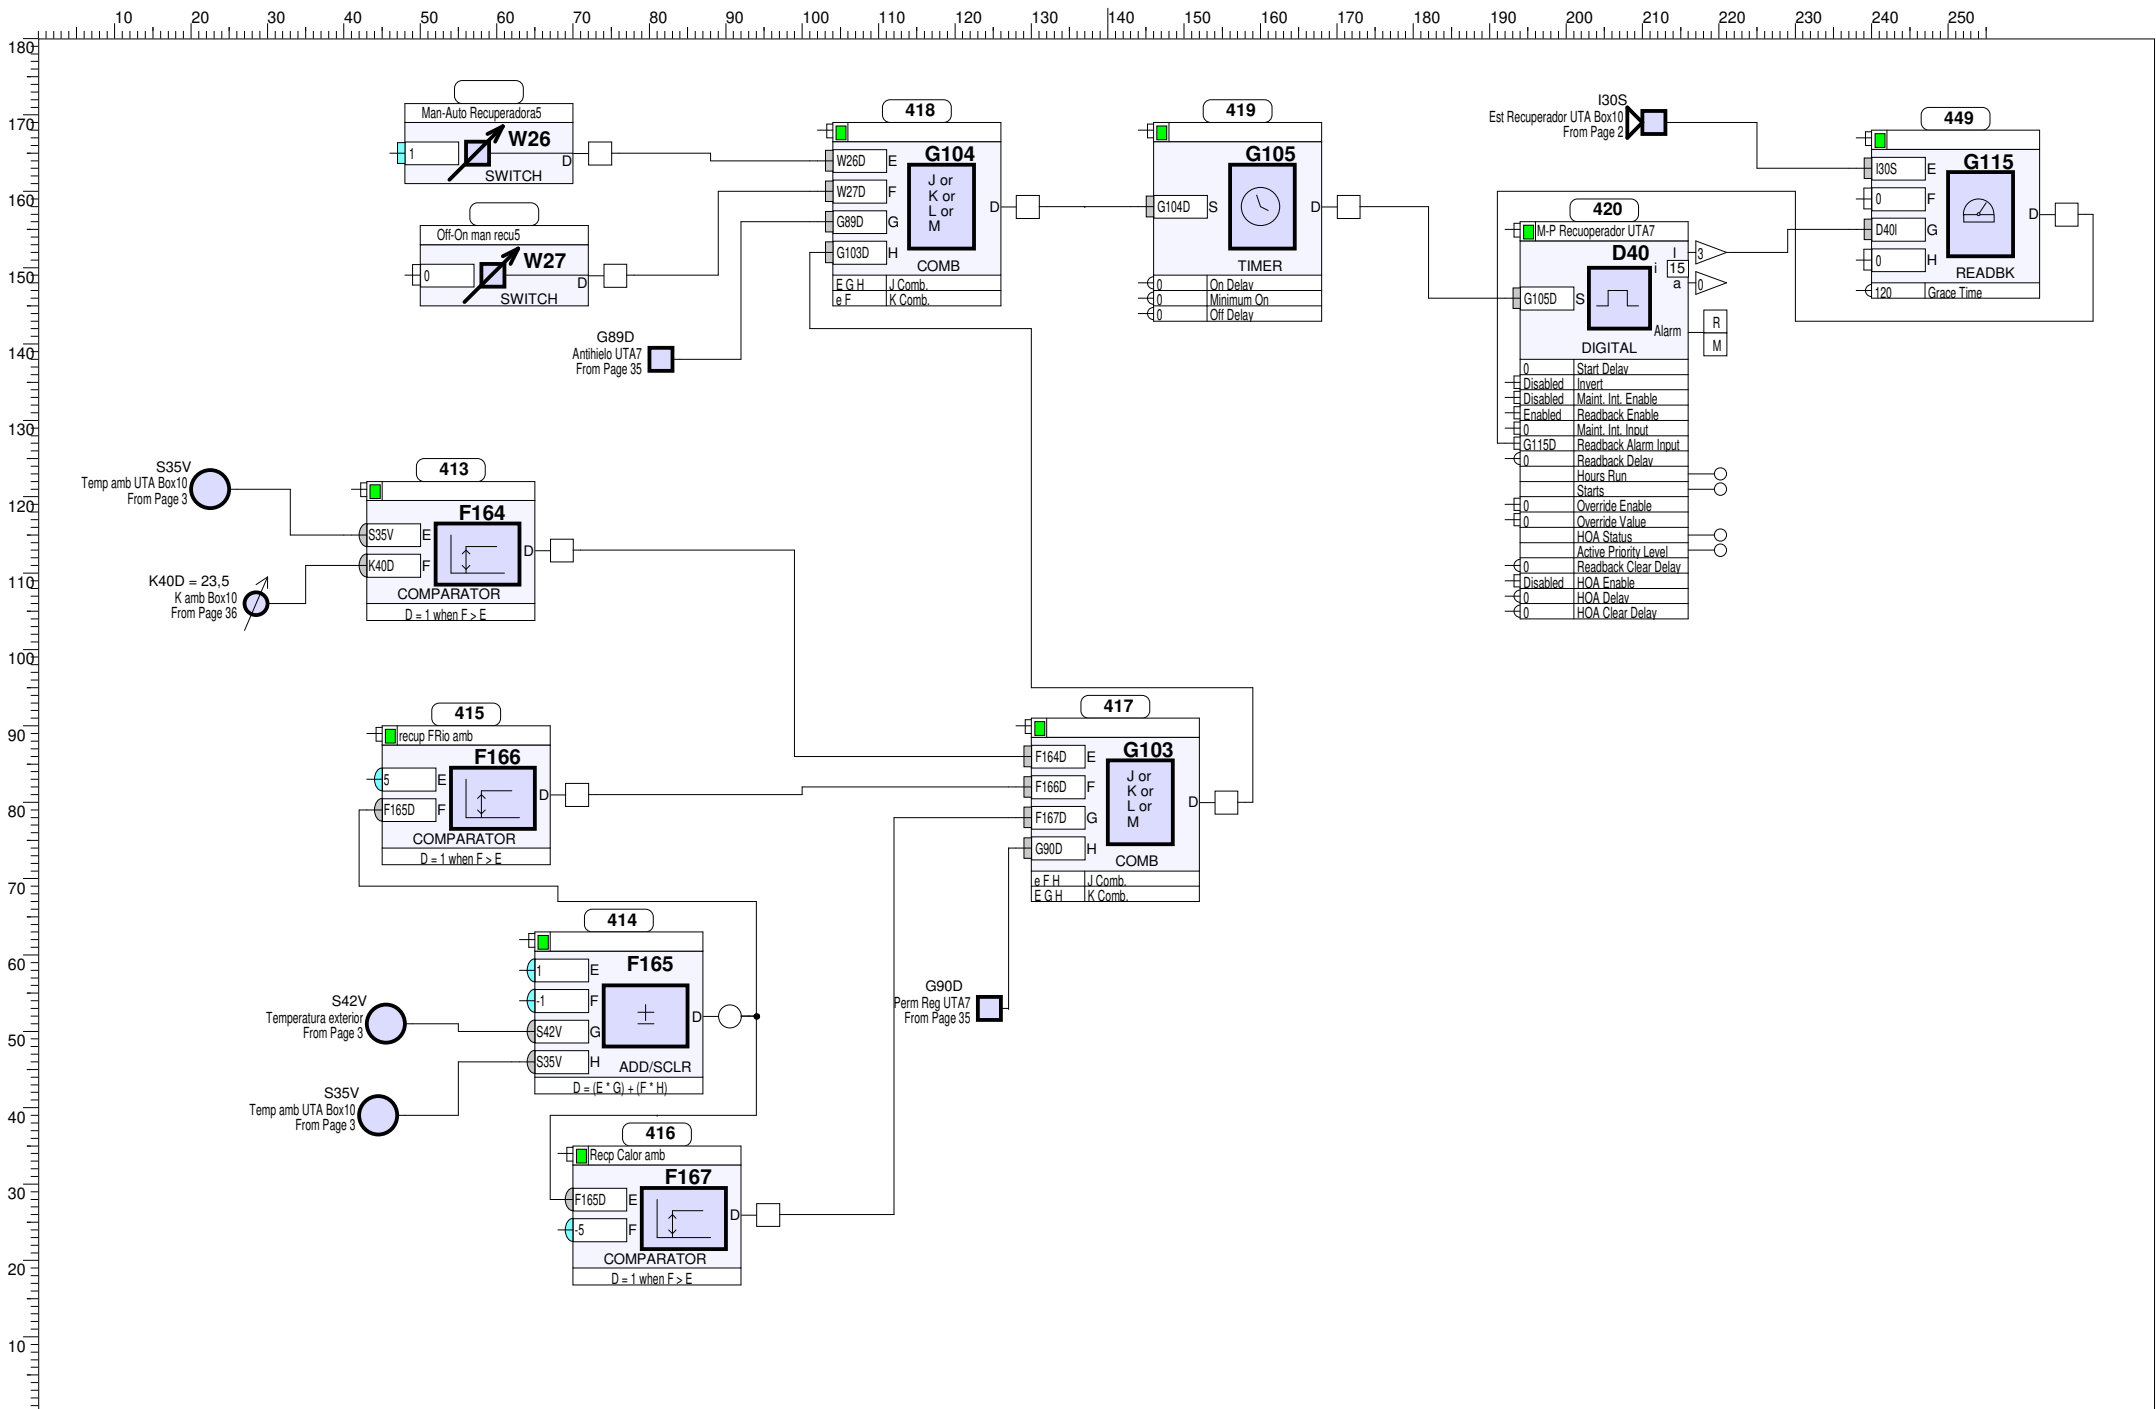 10 20 30 40 50 60 70 80 90 100 110 120 130 140 150 160 170 180 190 200 210 220 230 240 250
180
170
160
150
140
130
120
110
100
90
80
70
60
50
40
30
20
10
Man-Auto Recuperadora5
1
W26
D
SWITCH
Off-On man recu5
0
W27
D
SWITCH
G89D
Antihielo UTA7
From Page 35
418
G104
W26D E
W27D F
G89D G
G103D H
J or
K or
L or
M
D
COMB
E G H J Comb.
e F K Comb.
419
G105
G104D S
D
TIMER
0 On Delay
0 Minimum On
0 Off Delay
420
M-P Recuoperador UTA7
D40
I 3
i 15
a 0
G105D S
Alarm
R
M
DIGITAL
0 Start Delay
Disabled Invert
Disabled Maint. Int. Enable
Enabled Readback Enable
0 Maint. Int. Input
G115D Readback Alarm Input
0 Readback Delay
Hours Run
Starts
0 Override Enable
0 Override Value
HOA Status
Active Priority Level
0 Readback Clear Delay
Disabled HOA Enable
0 HOA Delay
0 HOA Clear Delay
I30S
Est Recuperador UTA Box10
From Page 2
449
G115
I30S E
0 F
D40I G
0 H
D
READBK
120 Grace Time
S35V
Temp amb UTA Box10
From Page 3
K40D = 23,5
K amb Box10
From Page 36
413
F164
S35V E
K40D F
D
COMPARATOR
D = 1 when F > E
415
recup FRio amb
F166
5 E
F165D F
D
COMPARATOR
D = 1 when F > E
417
G103
F164D E
F166D F
F167D G
G90D H
J or
K or
L or
M
D
COMB
e F H J Comb.
E G H K Comb.
414
F165
1 E
-1 F
S42V G
S35V H
±
D
ADD/SCLR
D = (E * G) + (F * H)
S42V
Temperatura exterior
From Page 3
S35V
Temp amb UTA Box10
From Page 3
G90D
Perm Reg UTA7
From Page 35
416
Recp Calor amb
F167
F165D E
-5 F
D
COMPARATOR
D = 1 when F > E